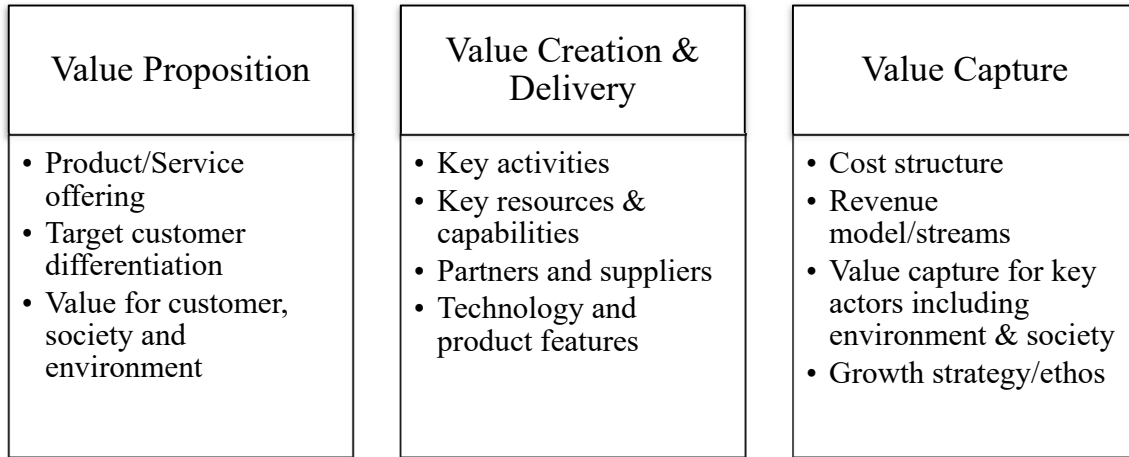 Value Proposition
• Product/Service
offering
• Target customer
differentiation
• Value for customer,
society and
environment
Value Creation &
Delivery
• Key activities
• Key resources &
capabilities
• Partners and suppliers
• Technology and
product features
Value Capture
• Cost structure
• Revenue
model/streams
• Value capture for key
actors including
environment & society
• Growth strategy/ethos